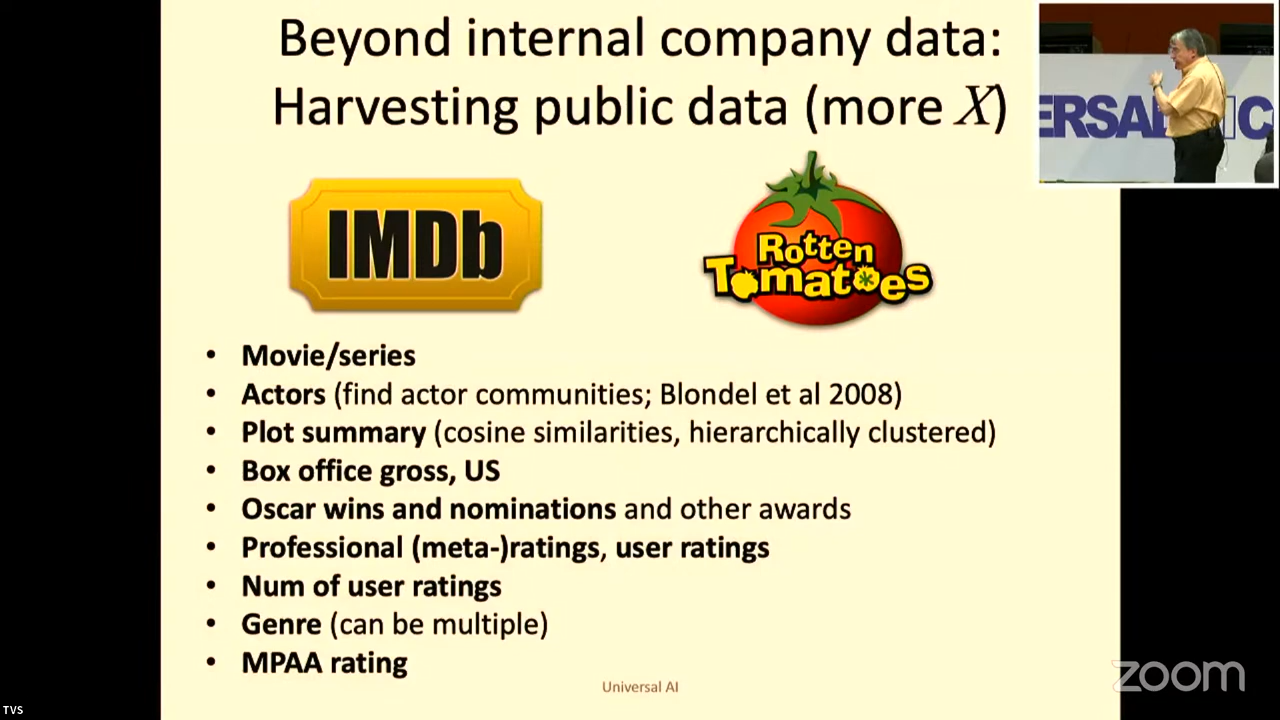 Beyond internal company data:
Harvesting public data (more X)
ERSAL
C
IMDb
Rotten
Tomatoes
• Movie/series
• Actors (find actor communities; Blondel et al 2008)
• Plot summary (cosine similarities, hierarchically clustered)
• Box office gross, US
• Oscar wins and nominations and other awards
• Professional (meta-)ratings, user ratings
• Num of user ratings
• Genre (can be multiple)
• MPAA rating
Universal AI
zoom
TVS